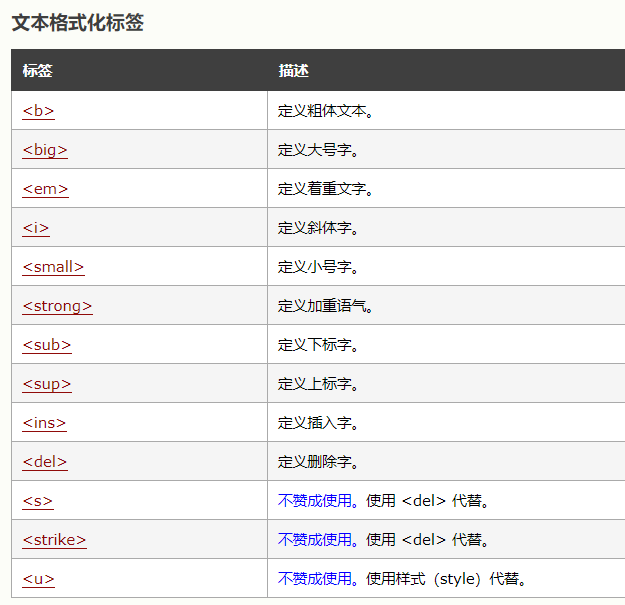 文本格式化标签
标签 描述
<b> 定义粗体文本。
<big> 定义大号字。
<em> 定义着重文字。
<i> 定义斜体字。
<small> 定义小号字。
<strong> 定义加重语气。
<sub> 定义下标字。
<sup> 定义上标字。
<ins> 定义插入字。
<del> 定义删除字。
<s> 不赞成使用。使用 <del> 代替。
<strike> 不赞成使用。使用 <del> 代替。
<u> 不赞成使用。使用样式（style）代替。